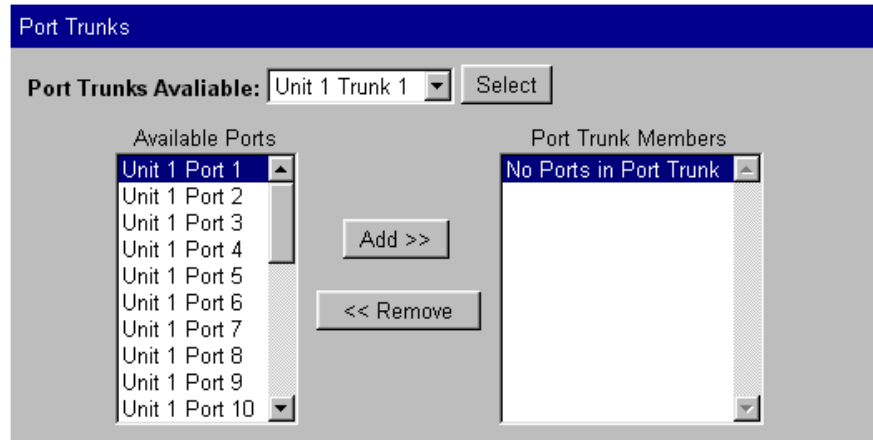 Port Trunks
Port Trunks Avaliable: Unit 1 Trunk 1 Select
Available Ports Port Trunk Members
Unit 1 Port 1 No Ports in Port Trunk
Unit 1 Port 2
Unit 1 Port 3
Unit 1 Port 4 Add >>
Unit 1 Port 5
Unit 1 Port 6
Unit 1 Port 7 << Remove
Unit 1 Port 8
Unit 1 Port 9
Unit 1 Port 10